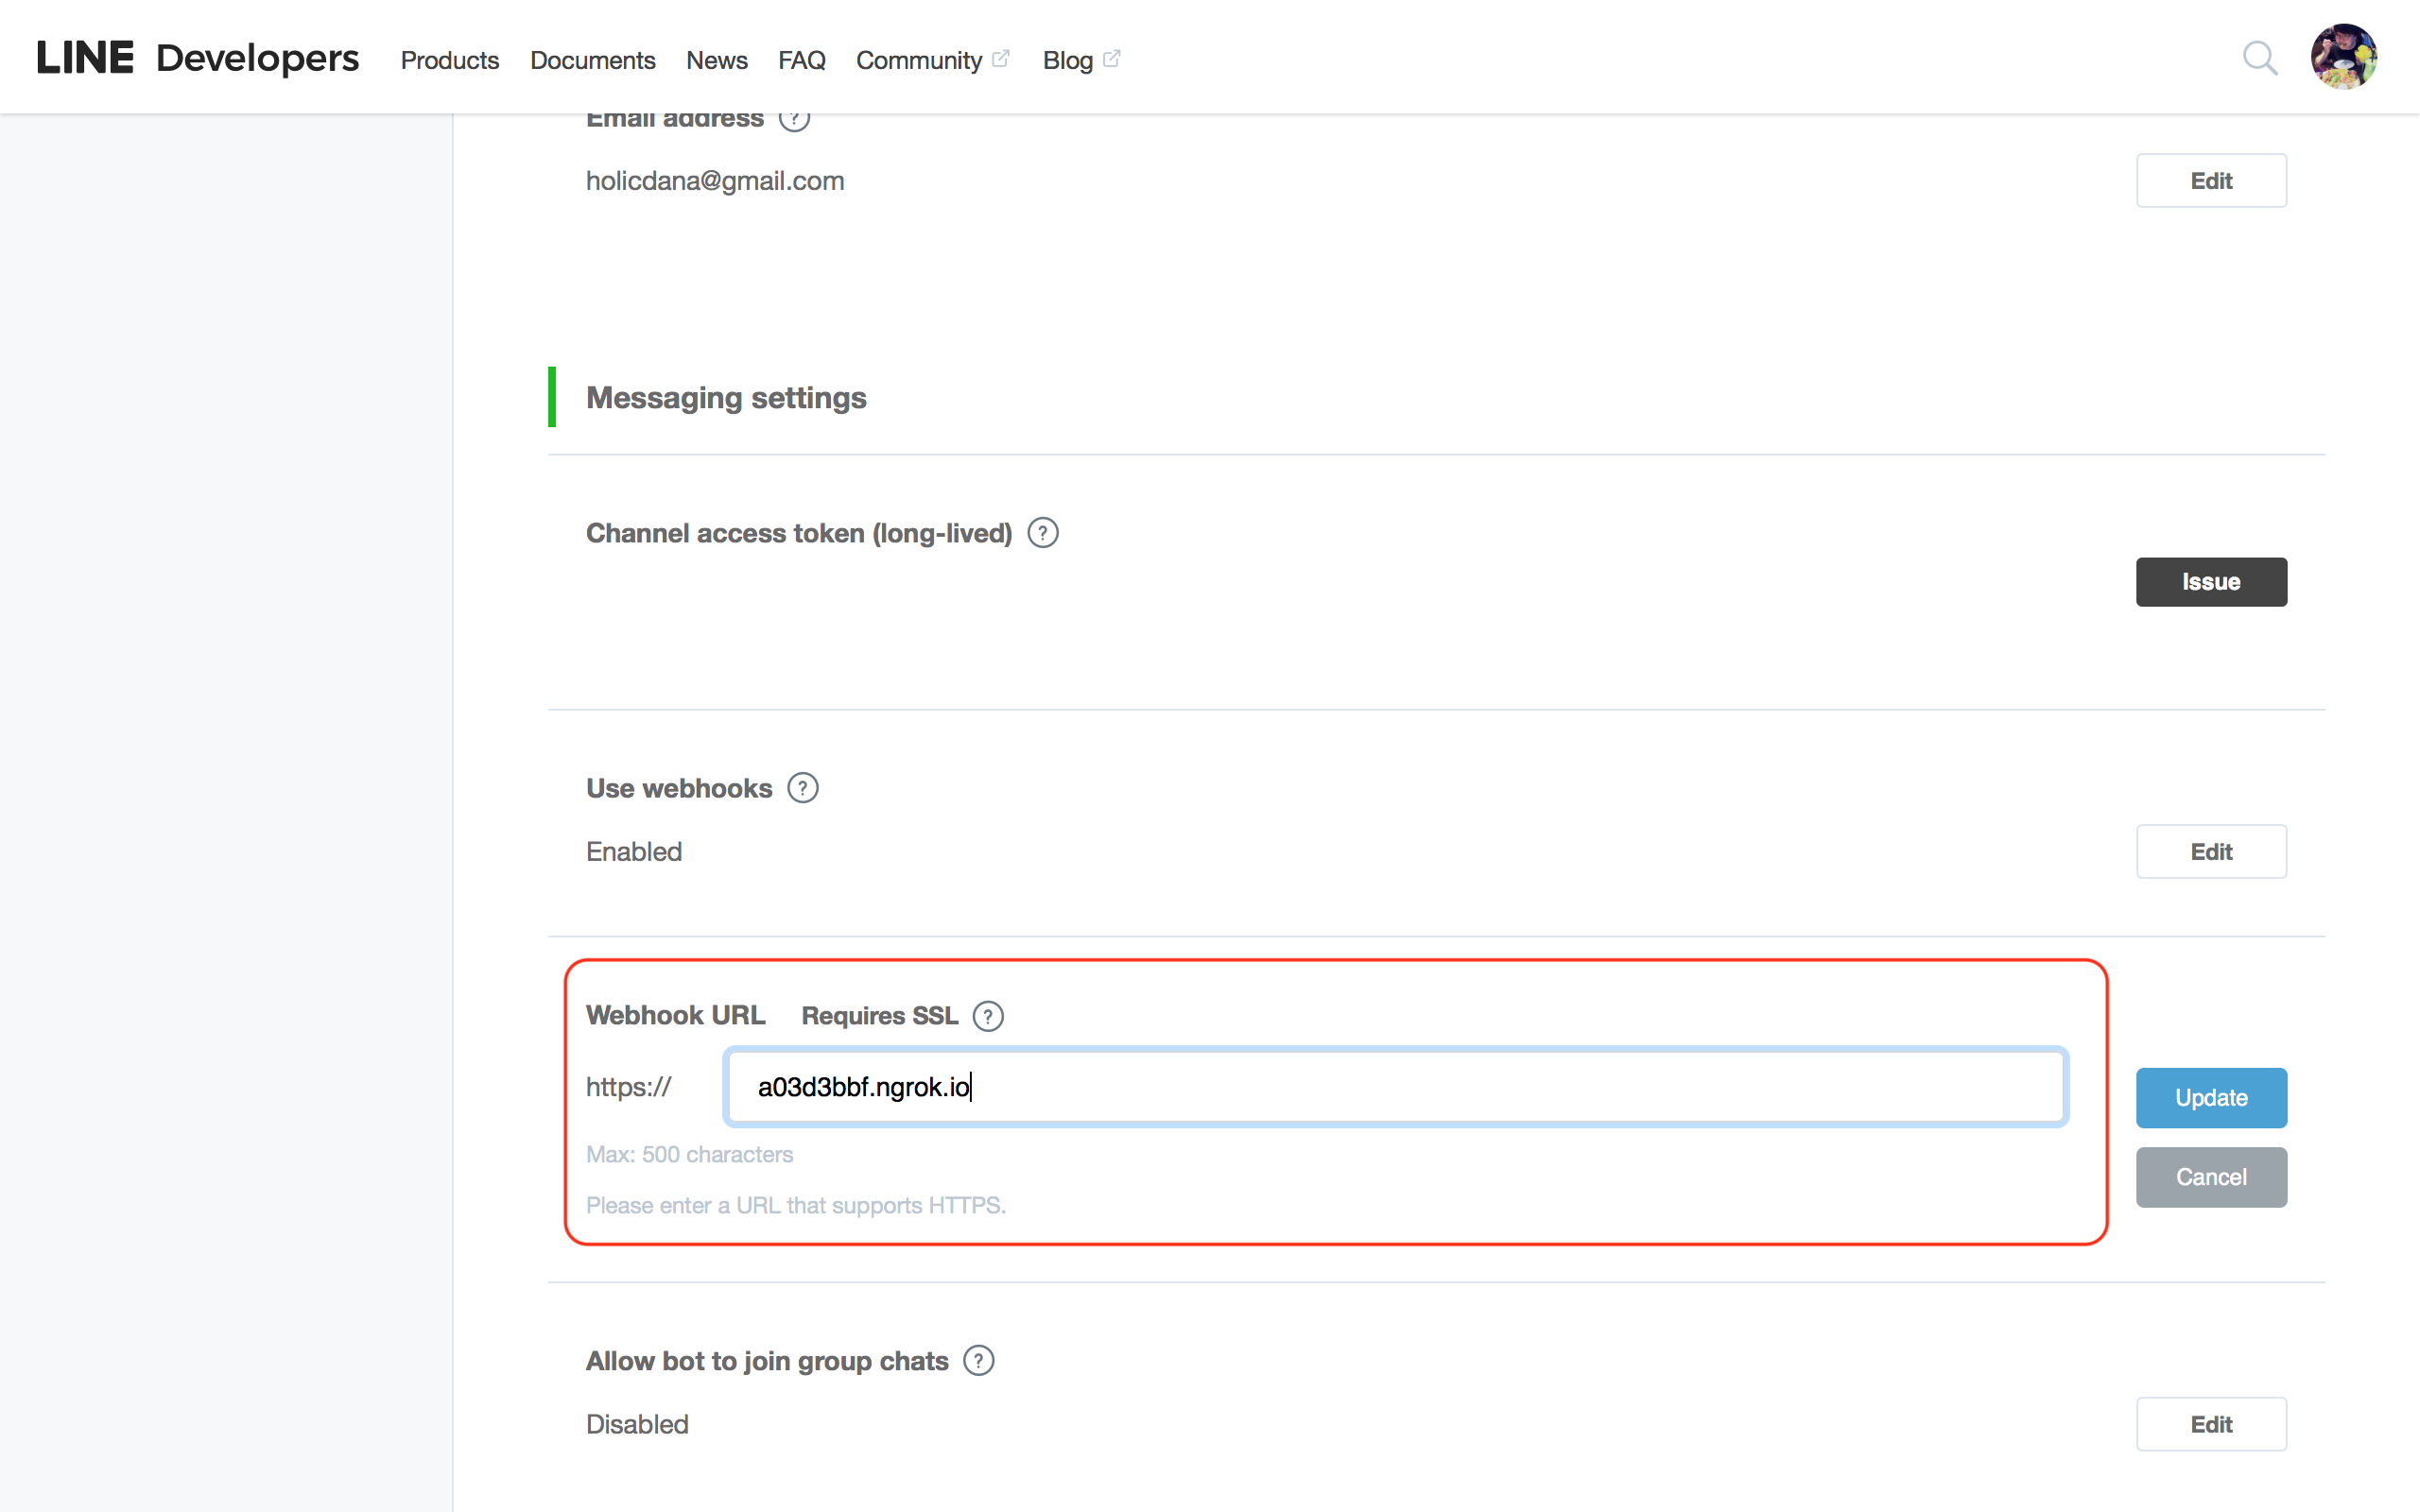 LINE Developers Products Documents News FAQ Community Blog
Email address ?
holicdana@gmail.com Edit
Messaging settings
Channel access token (long-lived) ?
Issue
Use webhooks ?
Enabled Edit
Webhook URL Requires SSL ?
https:// a03d3bbf.ngrok.io
Update
Max: 500 characters
Cancel
Please enter a URL that supports HTTPS.
Allow bot to join group chats ?
Disabled Edit